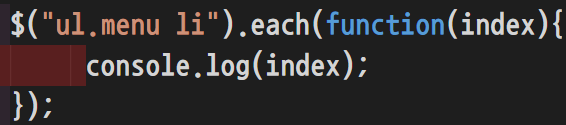 $("ul.menu li").each(function(index){
console.log(index);
});